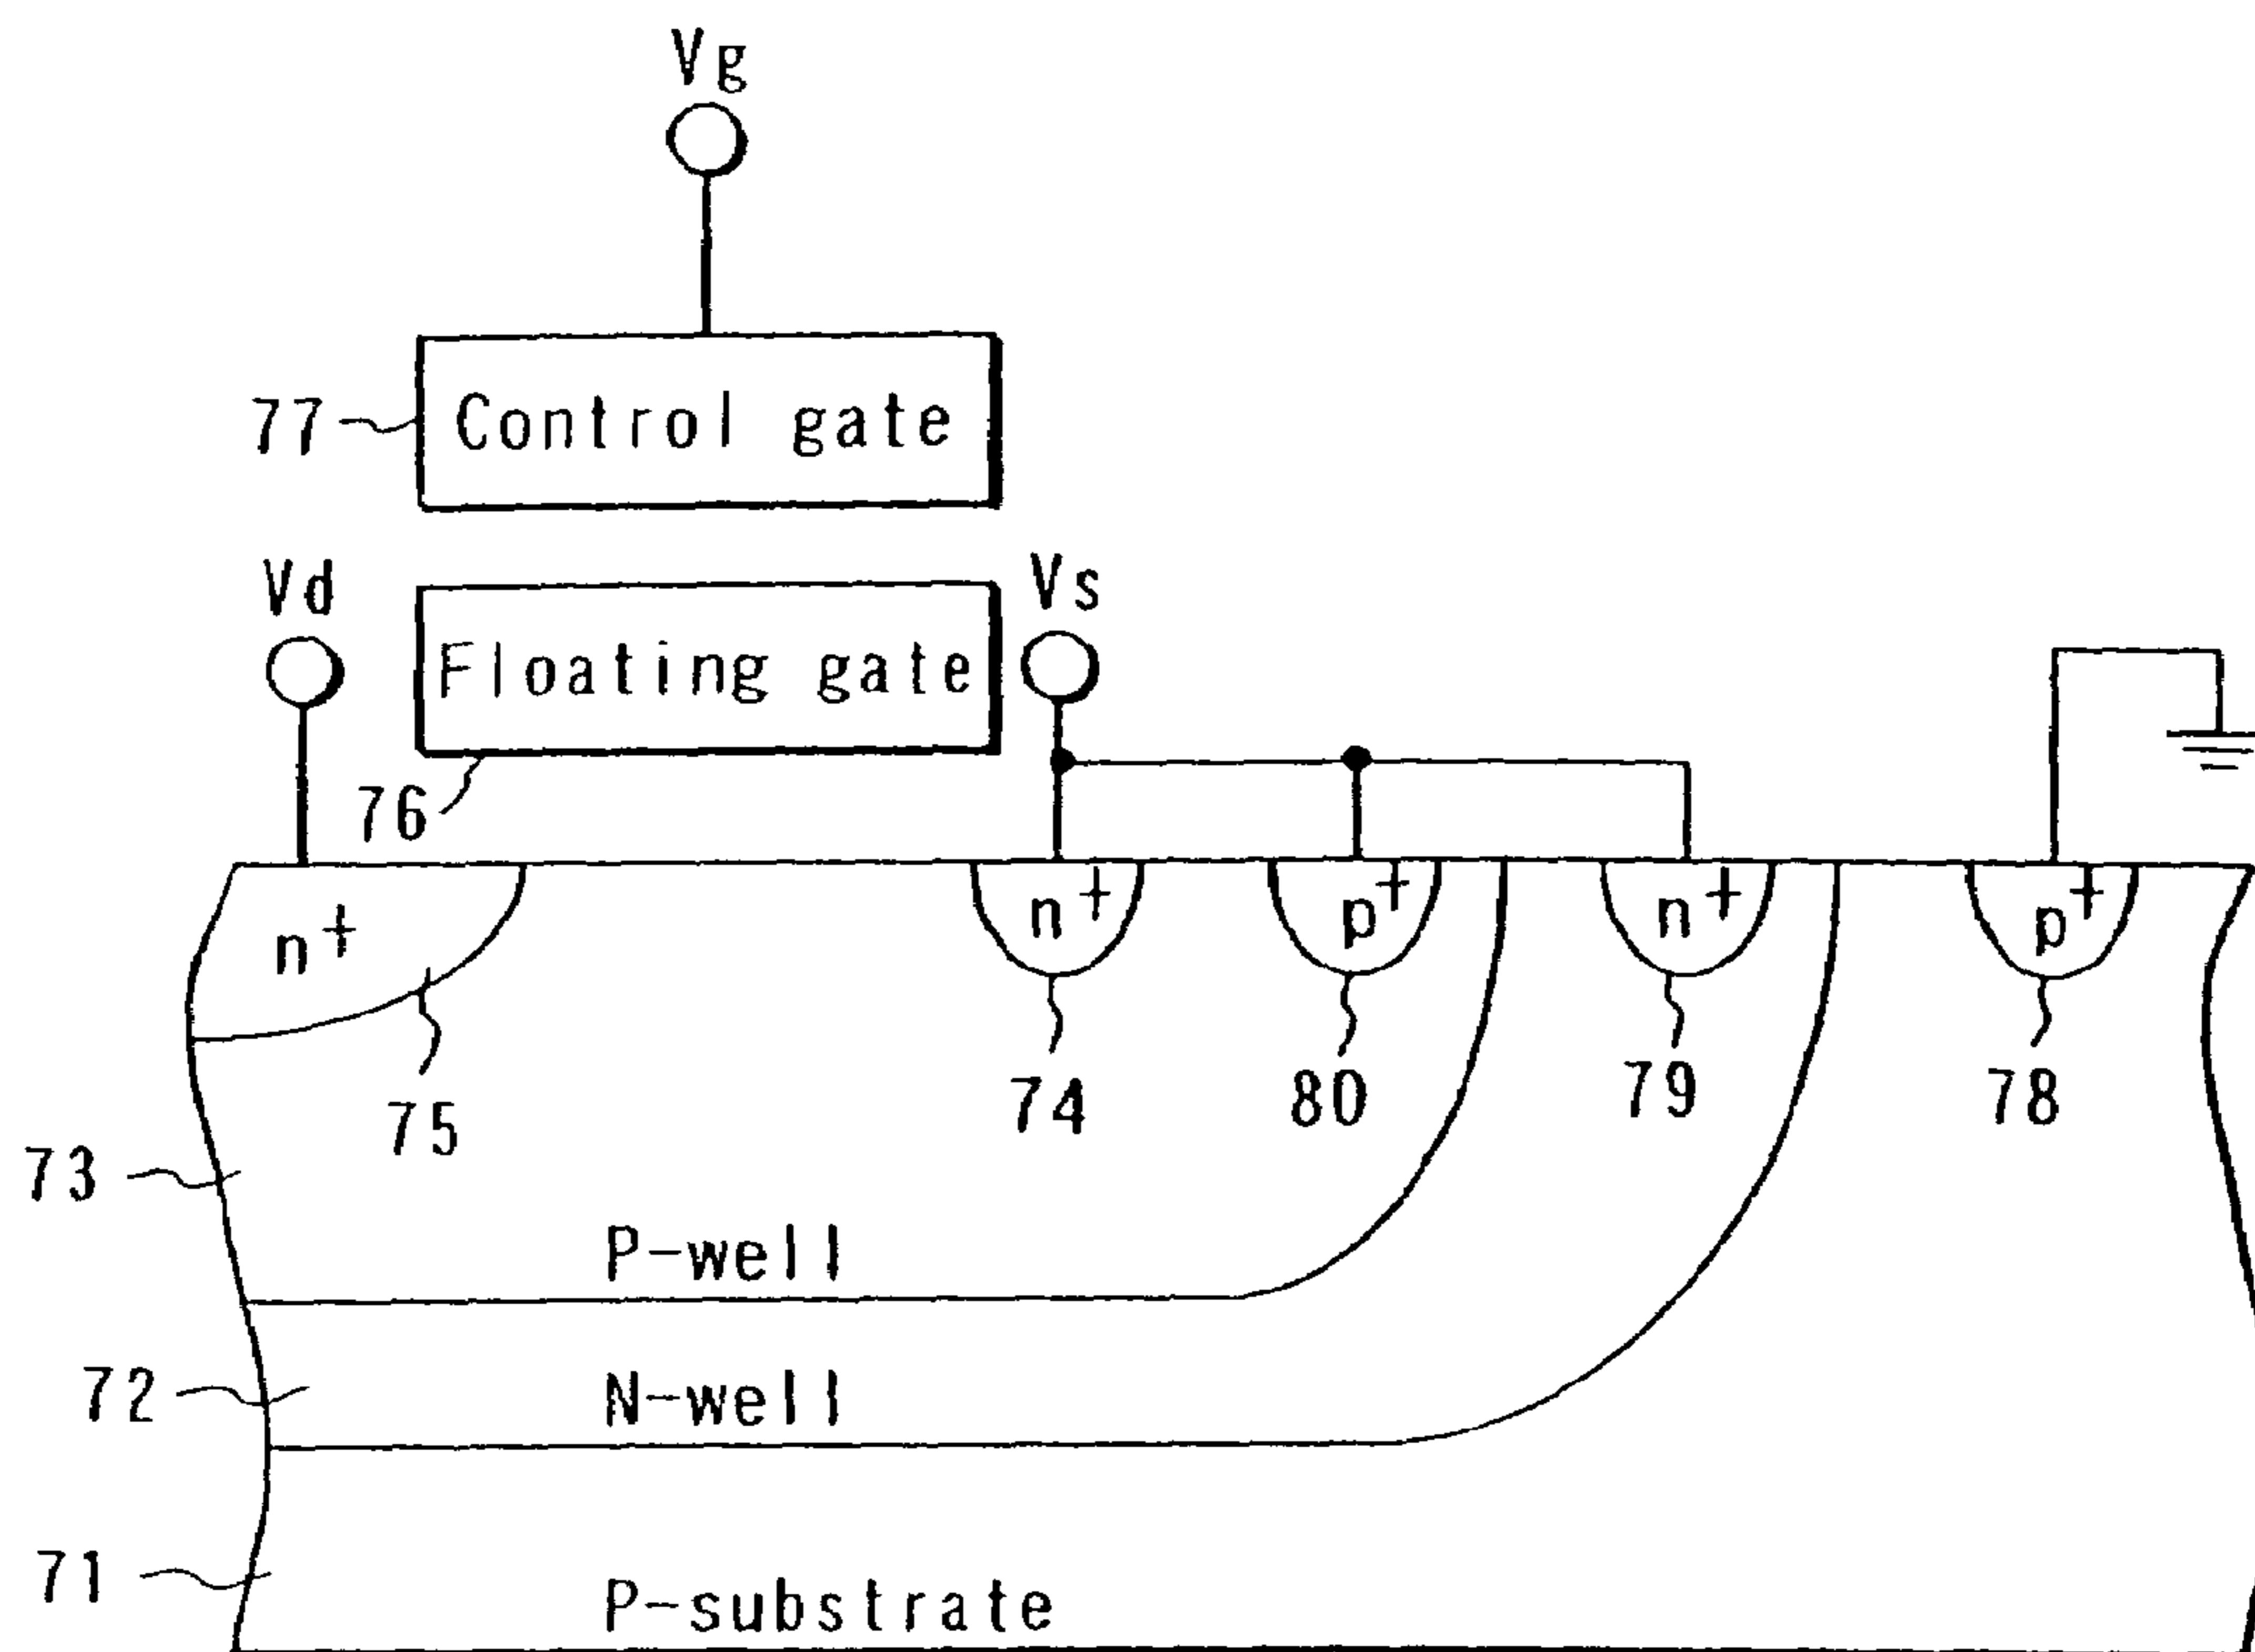 Vg
77 Control gate
Vd
Floating gate
Vs
76
n+
n+
p+
n+
p+
75
74
80
79
78
73
P-well
72
N-well
71
P-substrate